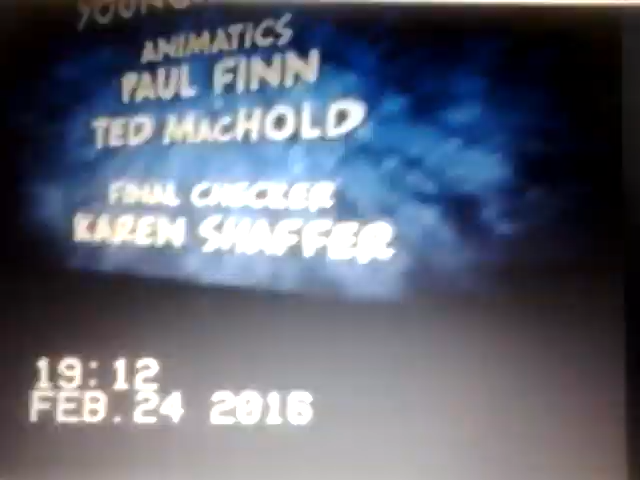 ANIMATICS
PAUL FINN
TED MACHOLD
FINAL CHECKER
KAREN SHAFFER
19:12
FEB. 24 2016